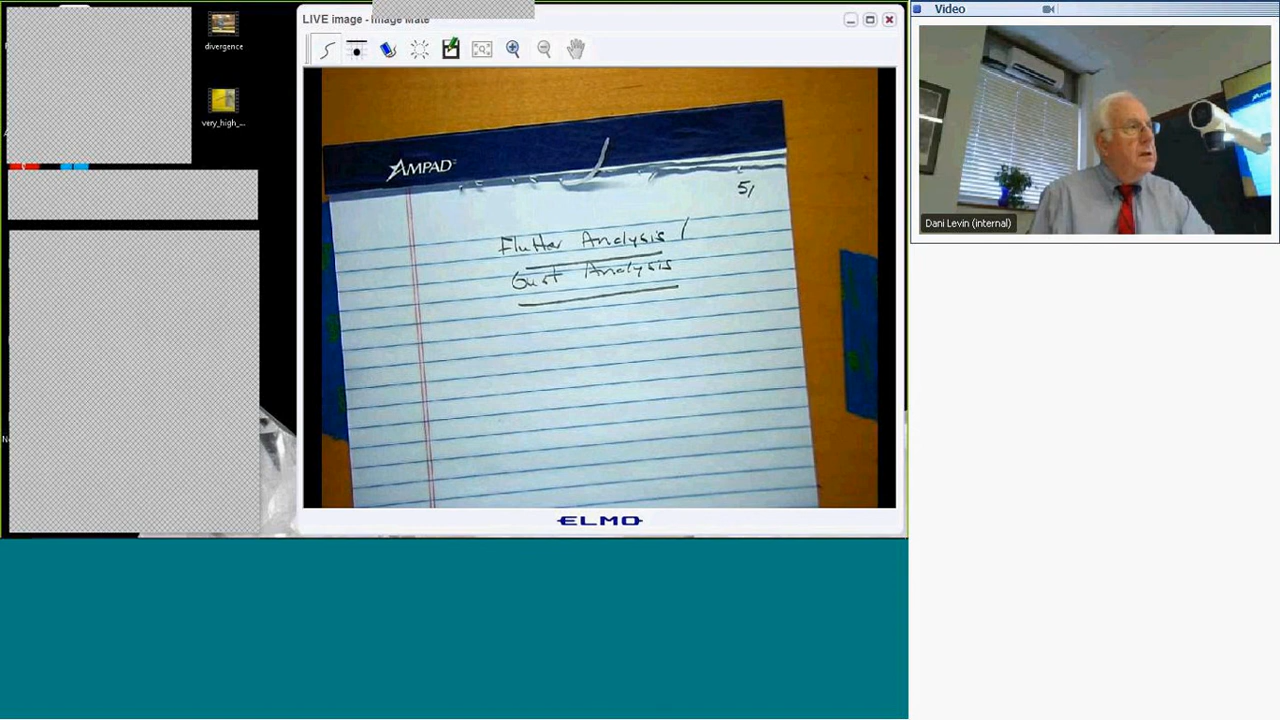 divergence
very_high_...
LIVE image - Image Mate
AMPAD
5/
Flutter Analysis /
Gust Analysis
ELMO
Video
Dani Levin (internal)